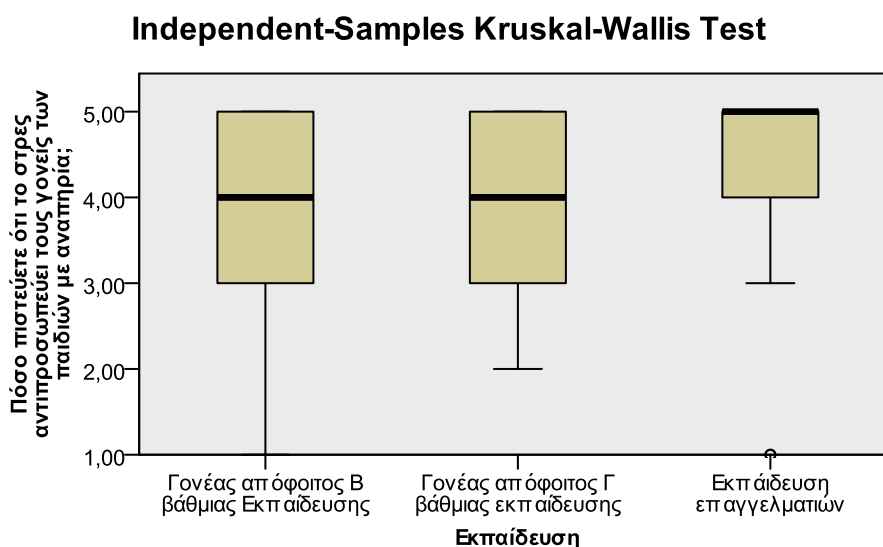 Independent-Samples Kruskal-Wallis Test
Πόσο πιστεύετε ότι το στρες
αντιπροσωπεύει τους γονείς των
παιδιών με αναπηρία;
5,00
4,00
3,00
2,00
1,00
Γονέας απόφοιτος Β
βάθμιας Εκπαίδευσης
Γονέας απόφοιτος Γ
βάθμιας εκπαίδευσης
Εκπάιδευση
επαγγελματιών
Εκπαίδευση